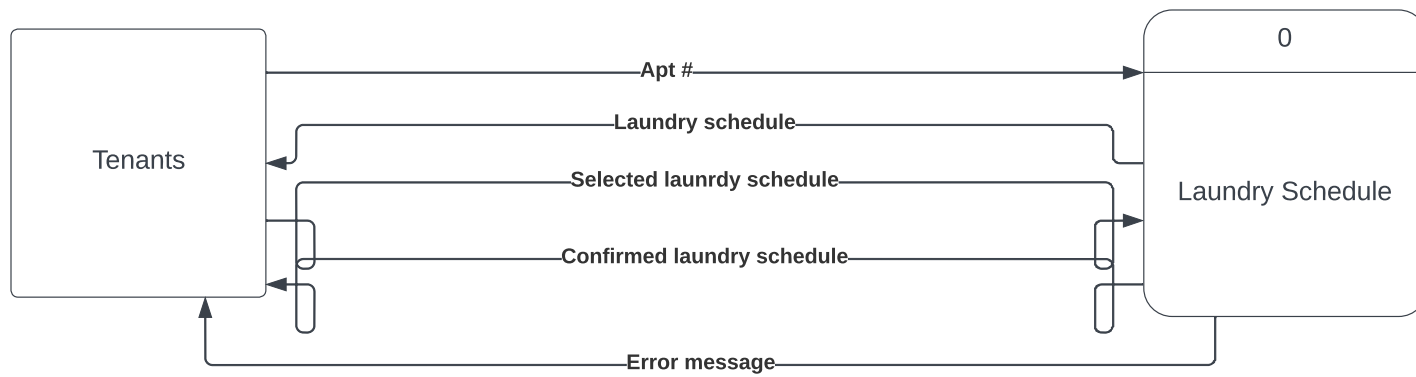 0
Apt #
Laundry schedule
Tenants
Selected launrdy schedule
Laundry Schedule
Confirmed laundry schedule
Error message